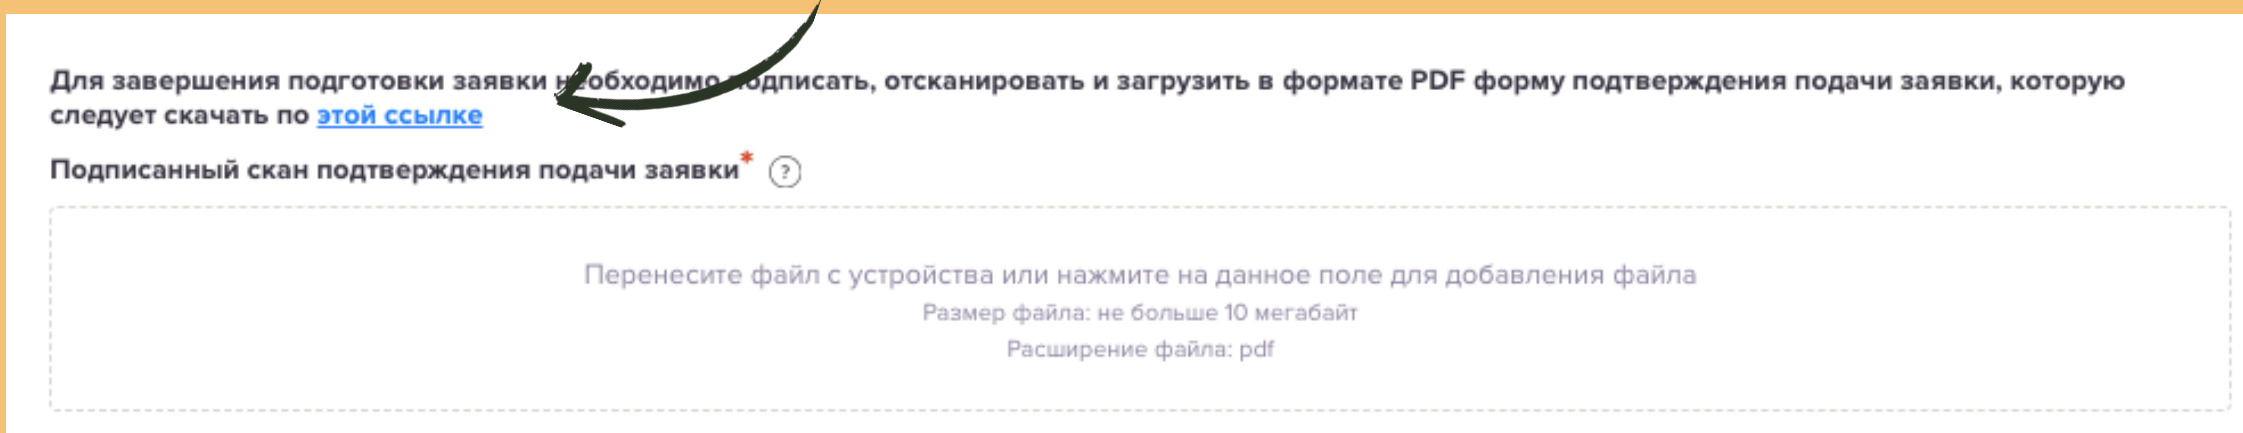 Для завершения подготовки заявки необходимо подписать, отсканировать и загрузить в формате PDF форму подтверждения подачи заявки, которую
следует скачать по этой ссылке
Подписанный скан подтверждения подачи заявки* ?
Перенесите файл с устройства или нажмите на данное поле для добавления файла
Размер файла: не больше 10 мегабайт
Расширение файла: pdf